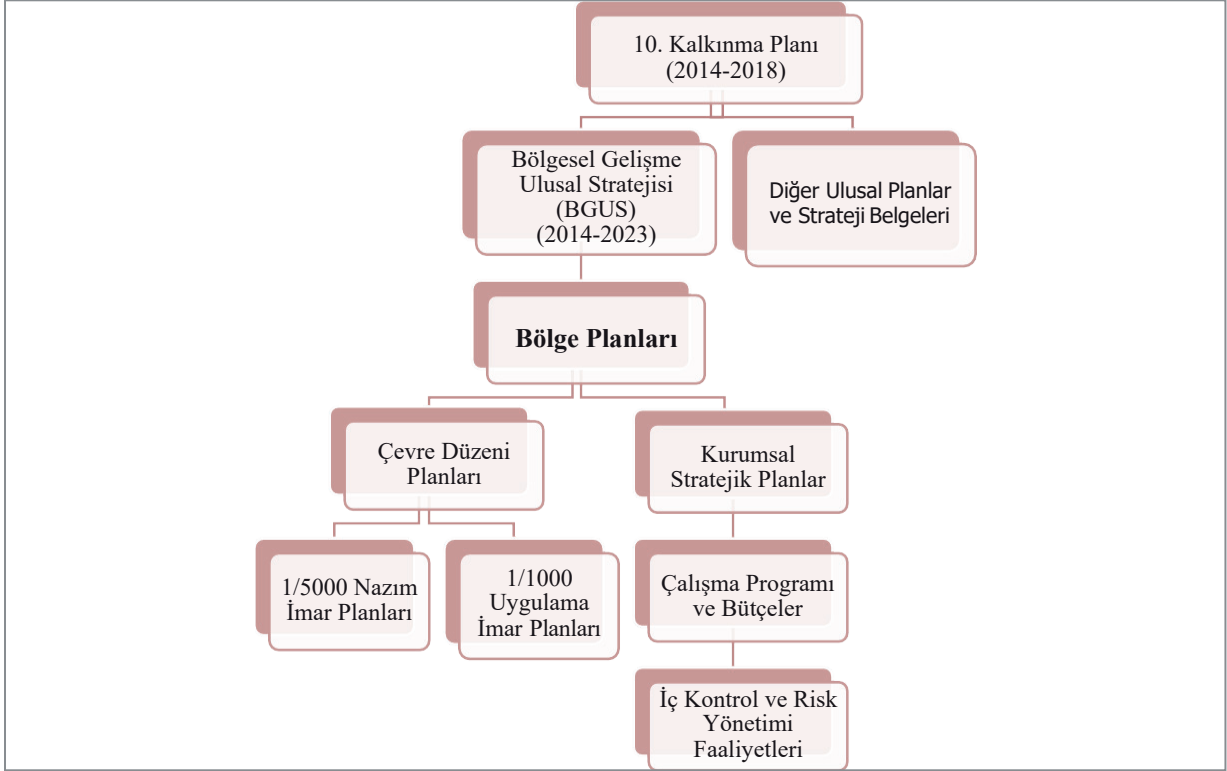 10. Kalkınma Planı
(2014-2018)
Bölgesel Gelişme
Ulusal Stratejisi
(BGUS)
(2014-2023)
Diğer Ulusal Planlar
ve Strateji Belgeleri
Bölge Planları
Çevre Düzeni
Planları
Kurumsal
Stratejik Planlar
1/5000 Nazım
İmar Planları
1/1000
Uygulama
İmar Planları
Çalışma Programı
ve Bütçeler
İç Kontrol ve Risk
Yönetimi
Faaliyetleri